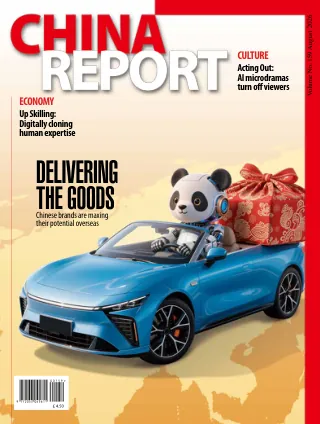 CHINA
REPORT
CULTURE
Acting Out:
AI microdramas
turn off viewers
ECONOMY
Up Skilling:
Digitally cloning
human expertise
DELIVERING
THE GOODS
Chinese brands are maxing
their potential overseas
£4.50